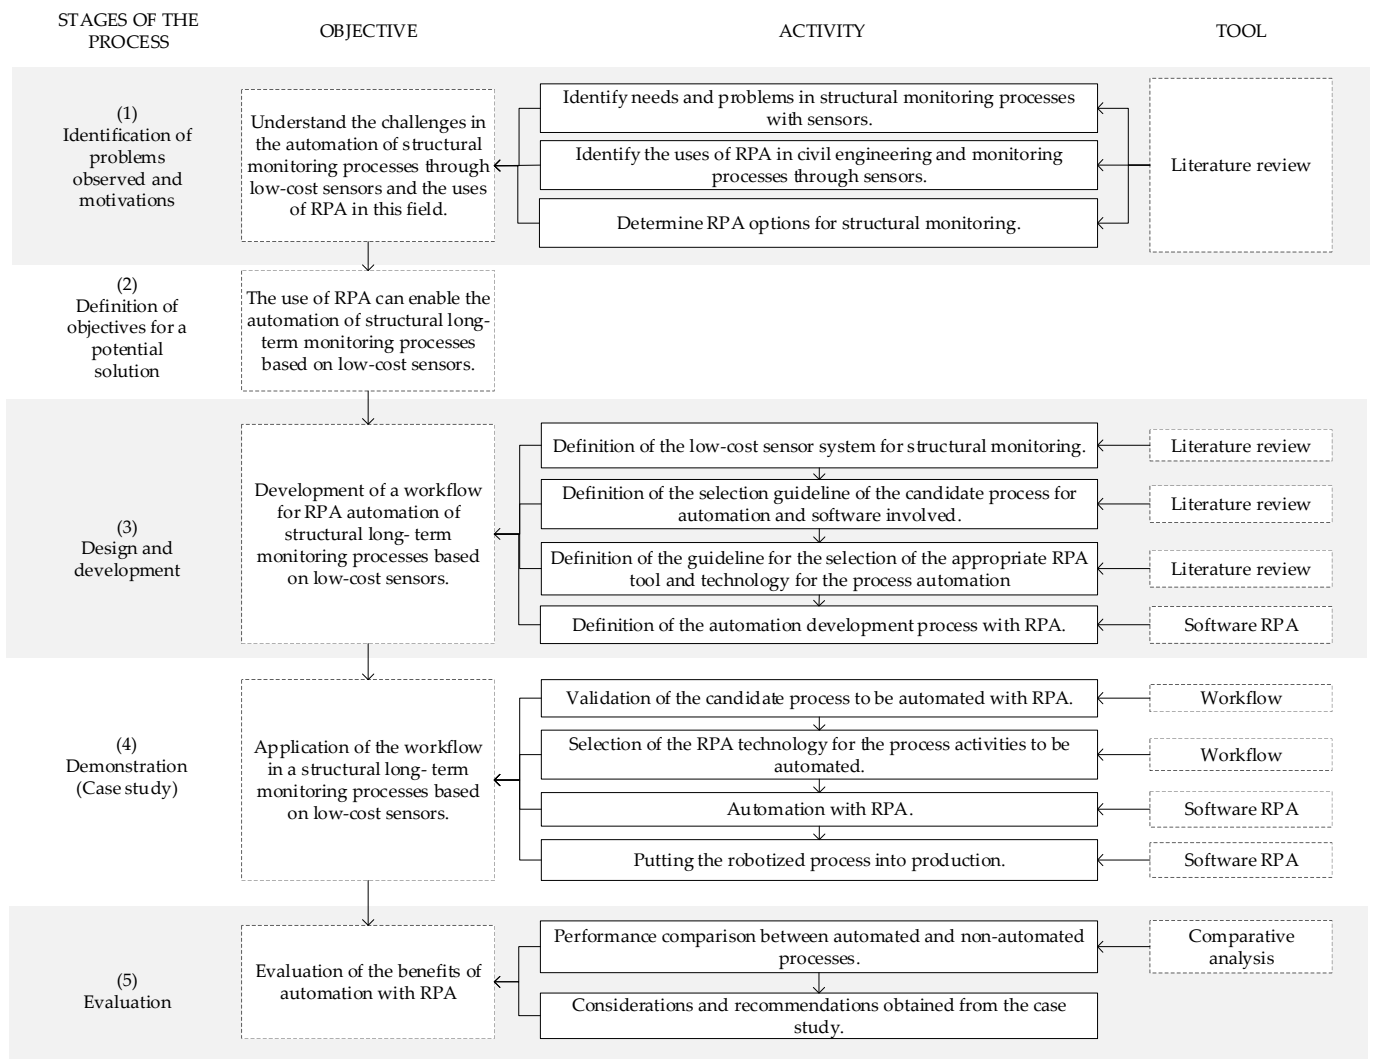 STAGES OF THE
PROCESS
OBJECTIVE
ACTIVITY
TOOL
(1)
Identification of
problems
observed and
motivations
Understand the challenges in
the automation of structural
monitoring processes through
low-cost sensors and the uses
of RPA in this field.
Identify needs and problems in structural monitoring processes
with sensors.
Identify the uses of RPA in civil engineering and monitoring
processes through sensors.
Determine RPA options for structural monitoring.
Literature review
(2)
Definition of
objectives for a
potential
solution
The use of RPA can enable the
automation of structural long-
term monitoring processes
based on low-cost sensors.
(3)
Design and
development
Development of a workflow
for RPA automation of
structural long- term
monitoring processes based
on low-cost sensors.
Definition of the low-cost sensor system for structural monitoring.
Literature review
Definition of the selection guideline of the candidate process for
automation and software involved.
Literature review
Definition of the guideline for the selection of the appropriate RPA
tool and technology for the process automation
Literature review
Definition of the automation development process with RPA.
Software RPA
(4)
Demonstration
(Case study)
Application of the workflow
in a structural long- term
monitoring processes based
on low-cost sensors.
Validation of the candidate process to be automated with RPA.
Workflow
Selection of the RPA technology for the process activities to be
automated.
Workflow
Automation with RPA.
Software RPA
Putting the robotized process into production.
Software RPA
(5)
Evaluation
Evaluation of the benefits of
automation with RPA
Performance comparison between automated and non-automated
processes.
Comparative
analysis
Considerations and recommendations obtained from the case
study.